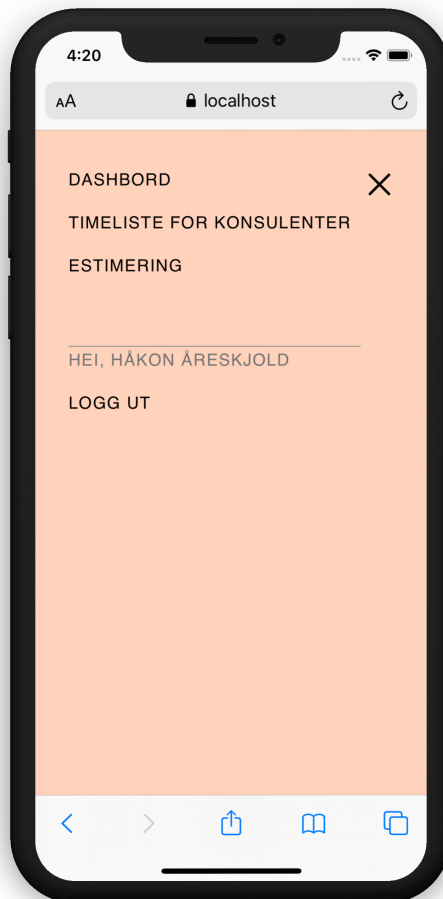 4:20
AA localhost
DASHBORD
TIMELISTE FOR KONSULENTER
ESTIMERING
HEI, HÅKON ÅRESKJOLD
LOGG UT